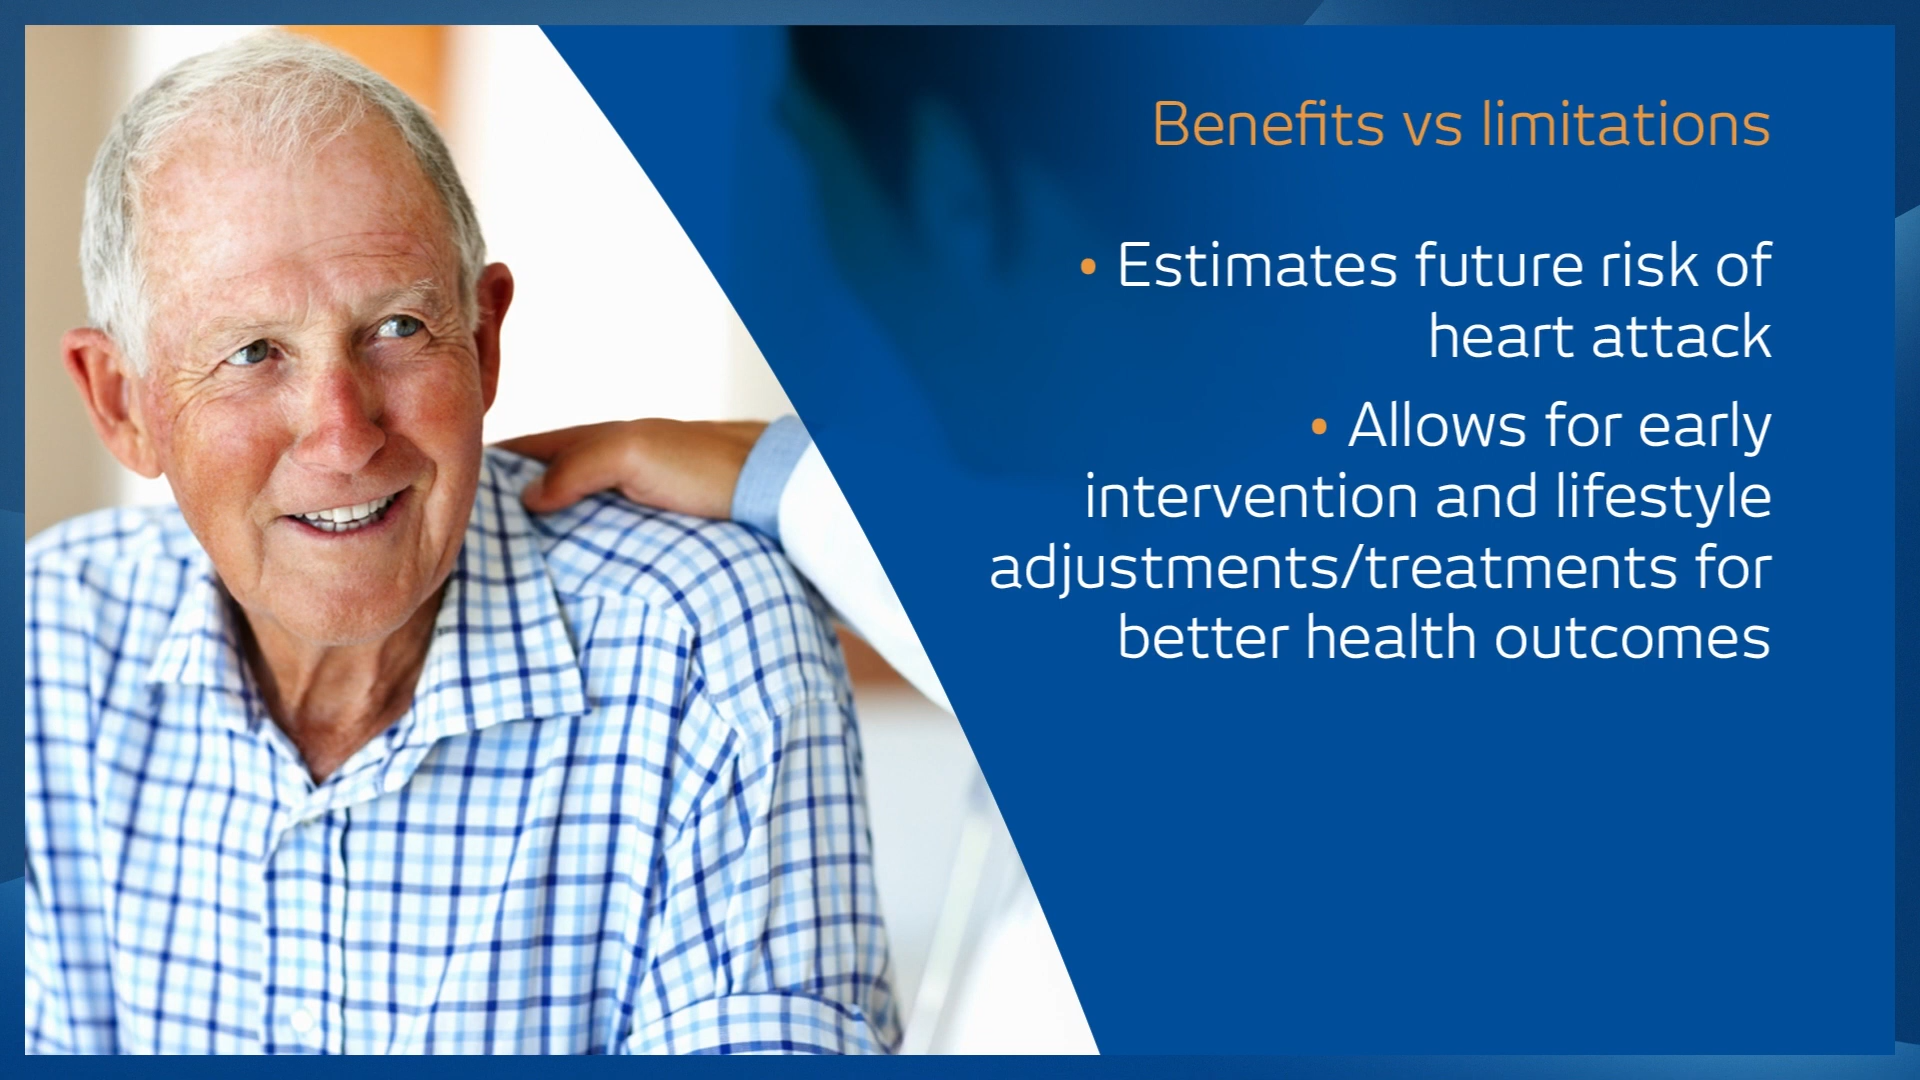 Benefits vs limitations
• Estimates future risk of
heart attack
• Allows for early
intervention and lifestyle
adjustments/treatments for
better health outcomes